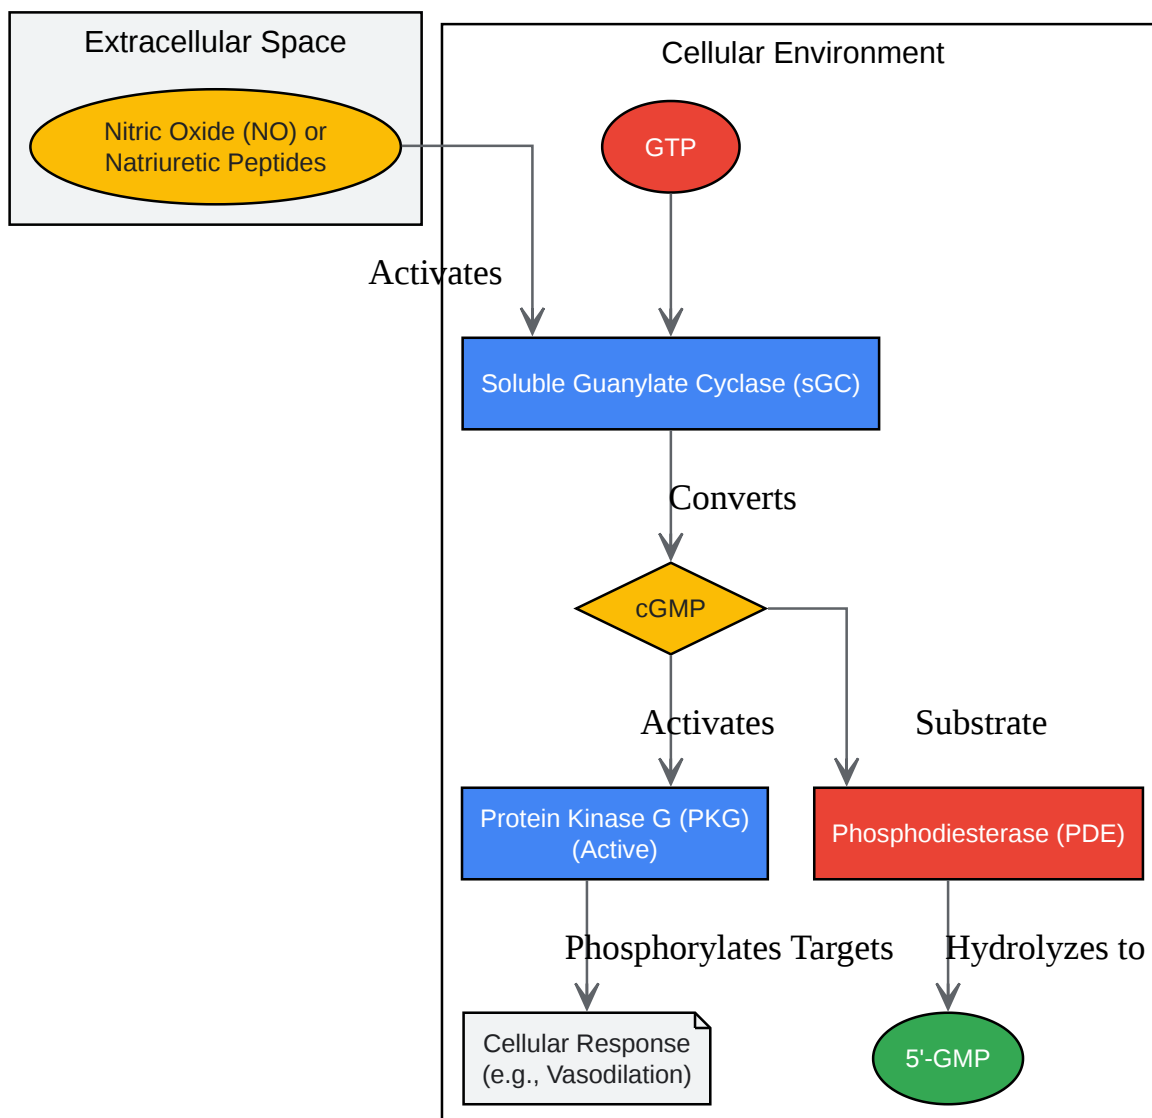 Extracellular Space
Cellular Environment
Nitric Oxide (NO) or
Natriuretic Peptides
GTP
Activates
Soluble Guanylate Cyclase (sGC)
Converts
cGMP
Activates
Substrate
Protein Kinase G (PKG)
(Active)
Phosphodiesterase (PDE)
Phosphorylates Targets
Hydrolyzes to
Cellular Response
(e.g., Vasodilation)
5'-GMP